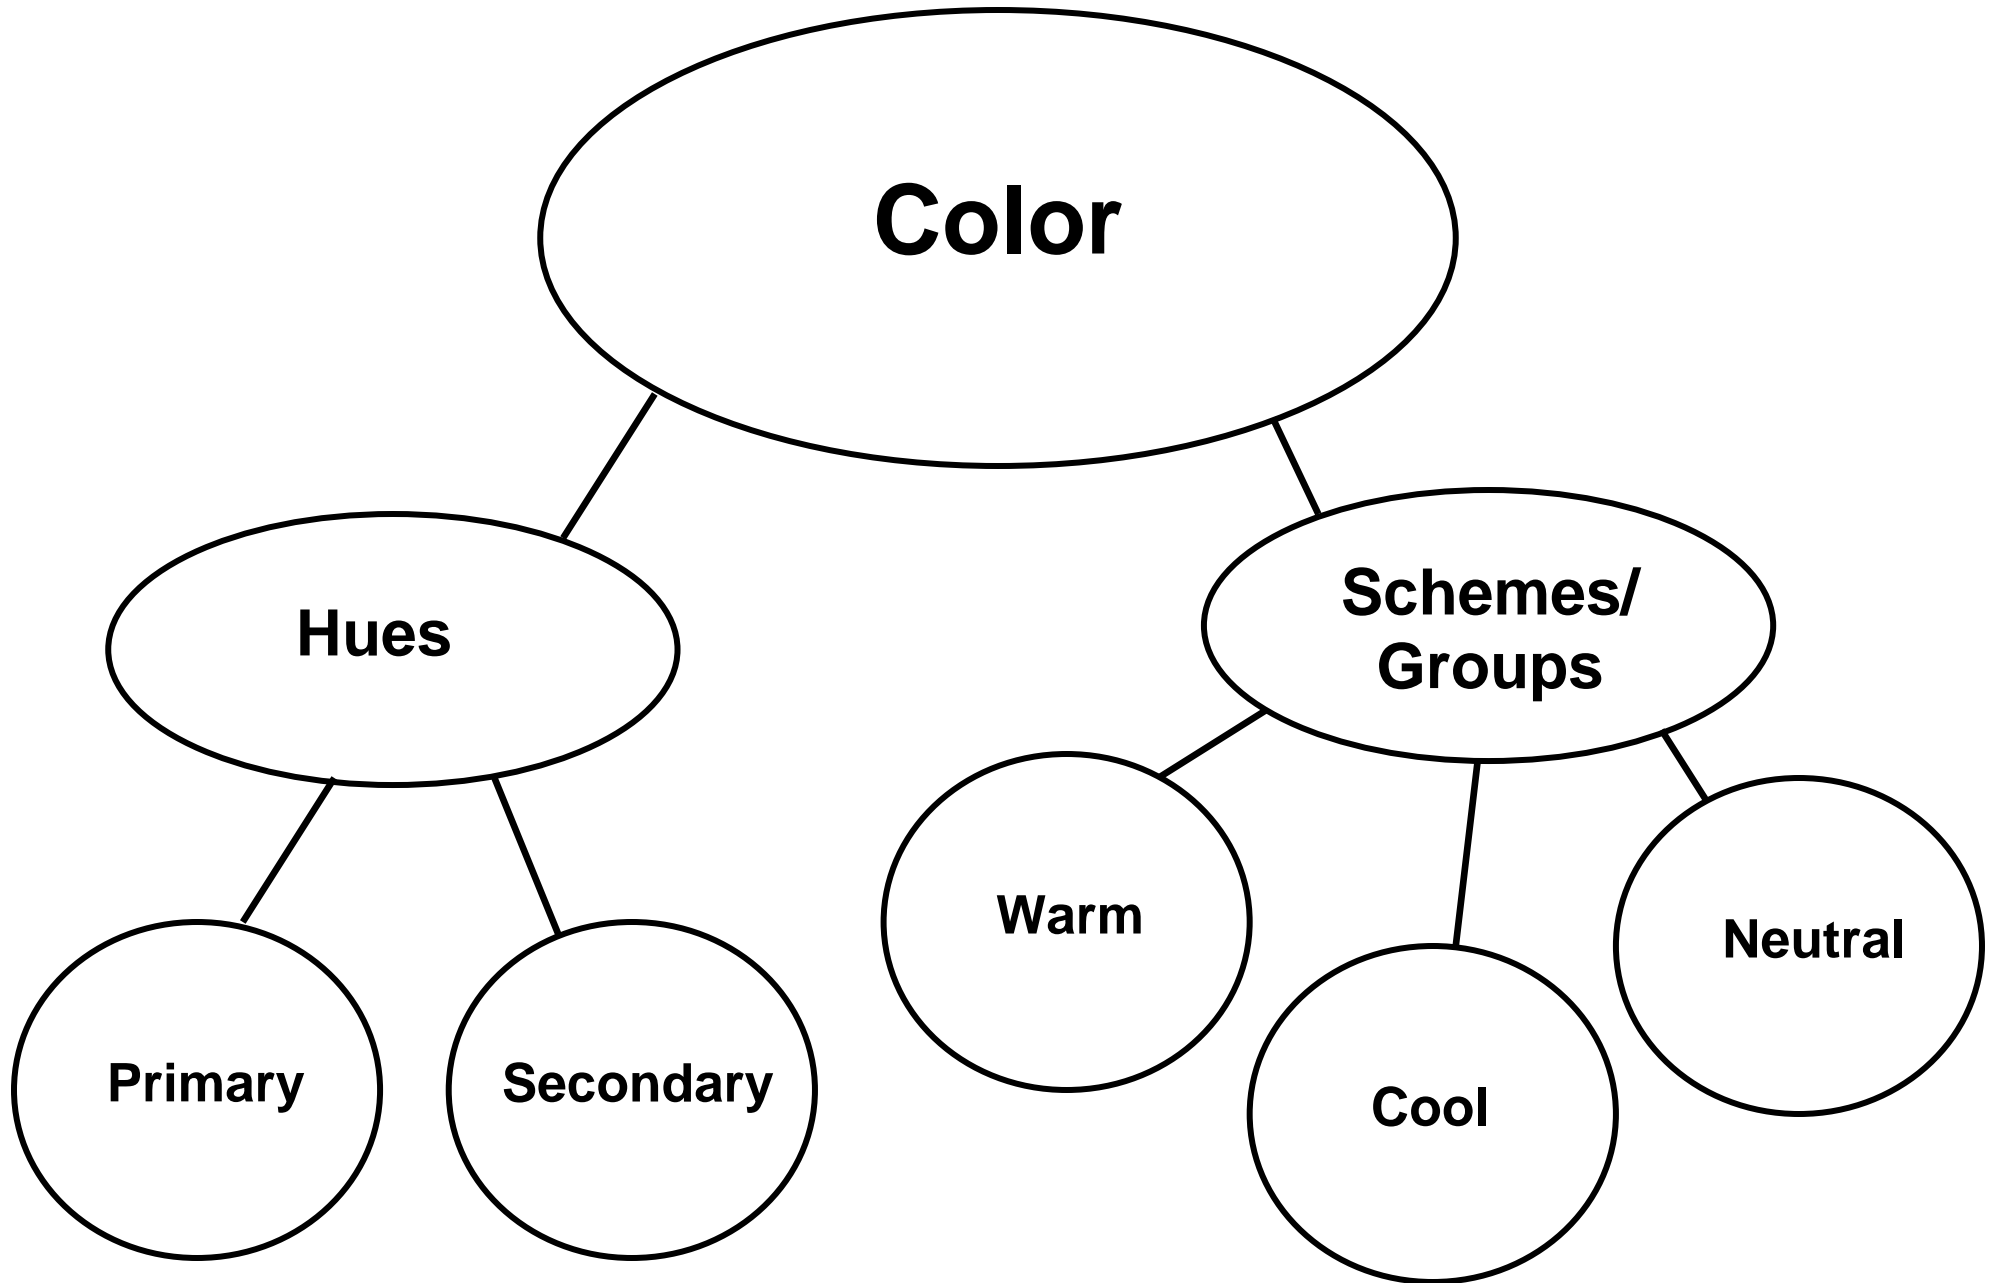 Color
Hues
Schemes/
Groups
Warm
Neutral
Primary
Secondary
Cool